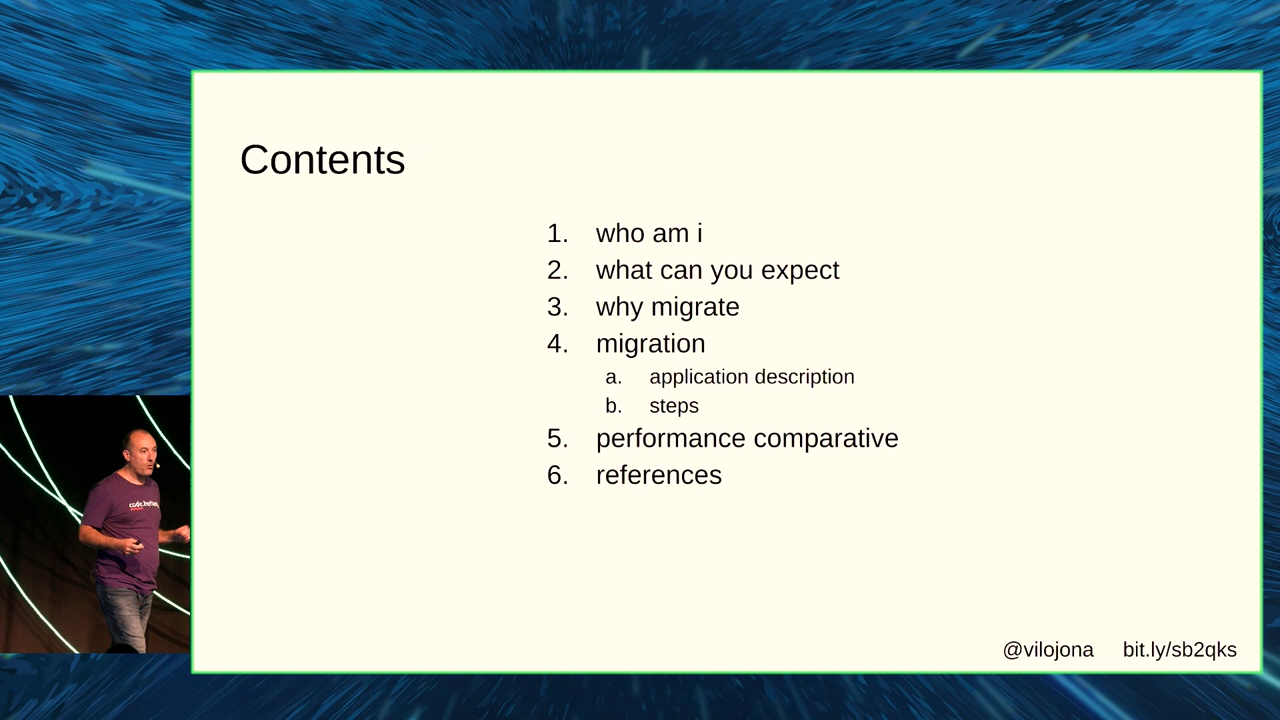 Contents
1. who am i
2. what can you expect
3. why migrate
4. migration
a. application description
b. steps
5. performance comparative
6. references
@vilojona bit.ly/sb2qks